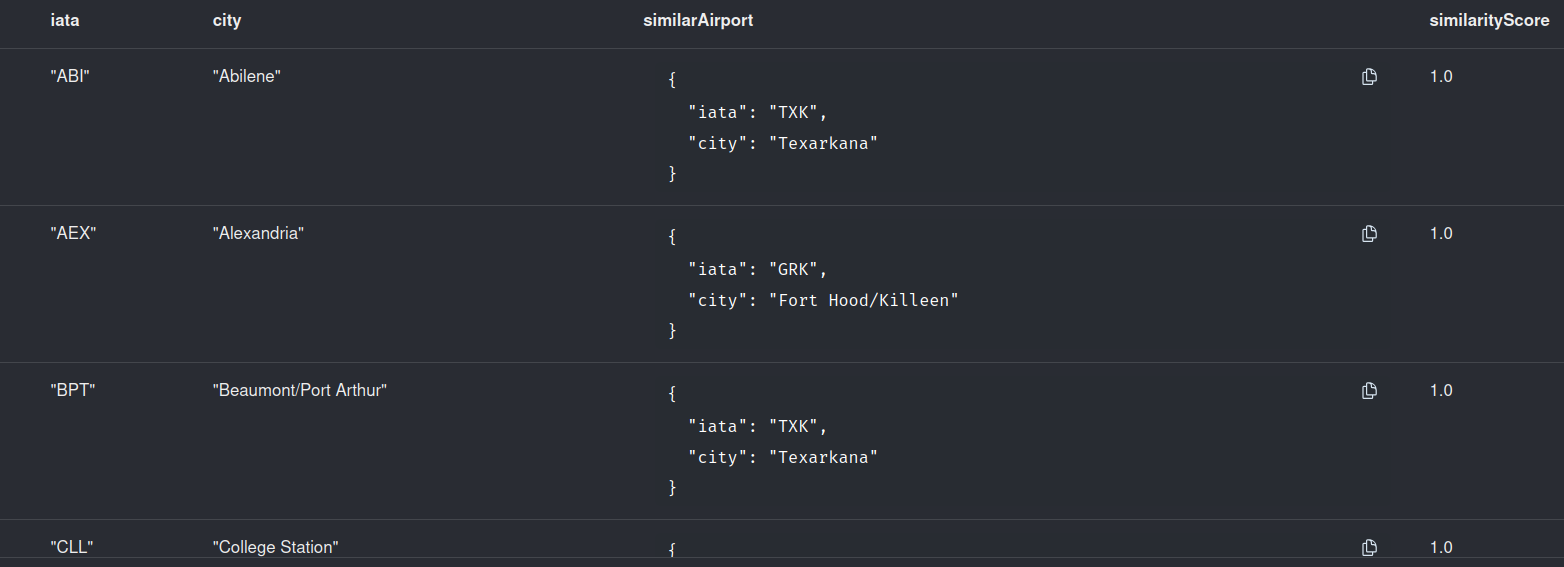 iata city similarAirport similarityScore
"ABI" "Abilene" { 1.0
"iata": "TXK",
"city": "Texarkana"
}
"AEX" "Alexandria" { 1.0
"iata": "GRK",
"city": "Fort Hood/Killeen"
}
"BPT" "Beaumont/Port Arthur" { 1.0
"iata": "TXK",
"city": "Texarkana"
}
"CLL" "College Station" { 1.0